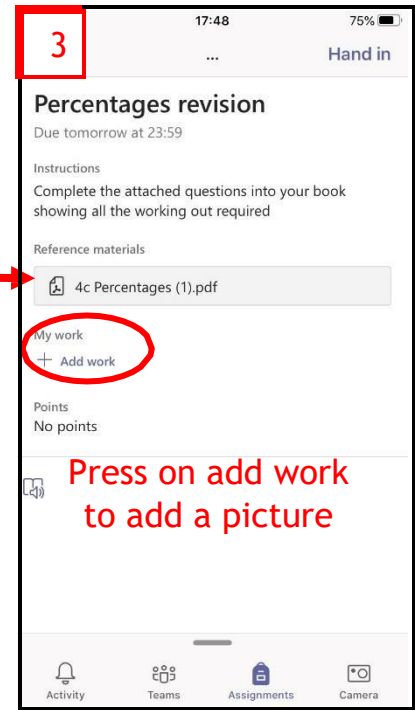 3
17:48
75%
...
Hand in
Percentages revision
Due tomorrow at 23:59
Instructions
Complete the attached questions into your book
showing all the working out required
Reference materials
4c Percentages (1).pdf
My work
+ Add work
Points
No points
Press on add work
to add a picture
Activity
Teams
Assignments
Camera